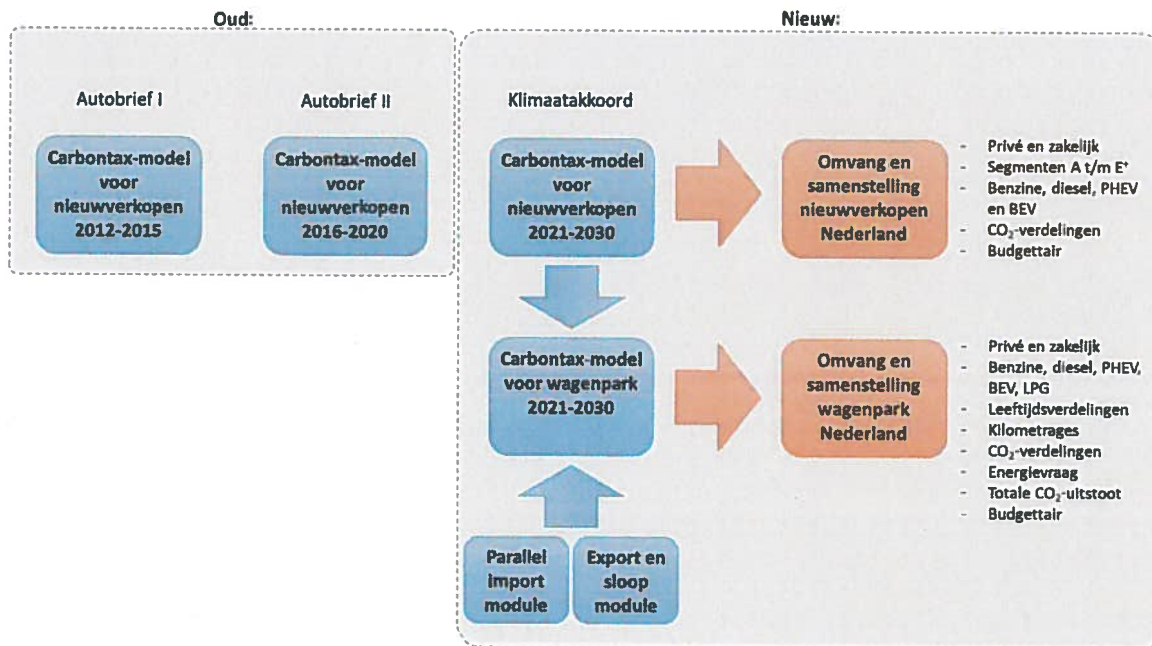 Oud:
Nieuw:
Autobrief I
Autobrief II
Klimaatakkoord
Carbontax-model
voor
nieuwverkopen
2012-2015
Carbontax-model
voor
nieuwverkopen
2016-2020
Carbontax-model
voor
nieuwverkopen
2021-2030
Omvang en
samenstelling
nieuwverkopen
Nederland
- Privé en zakelijk
- Segmenten A t/m E⁺
- Benzine, diesel, PHEV
en BEV
- CO₂-verdelingen
- Budgettair
Carbontax-model
voor wagenpark
2021-2030
Omvang en
samenstelling
wagenpark
Nederland
- Privé en zakelijk
- Benzine, diesel, PHEV,
BEV, LPG
- Leeftijdsverdelingen
- Kilometrages
- CO₂-verdelingen
- Energievraag
- Totale CO₂-uitstoot
- Budgettair
Parallel
import
module
Export en
sloop
module